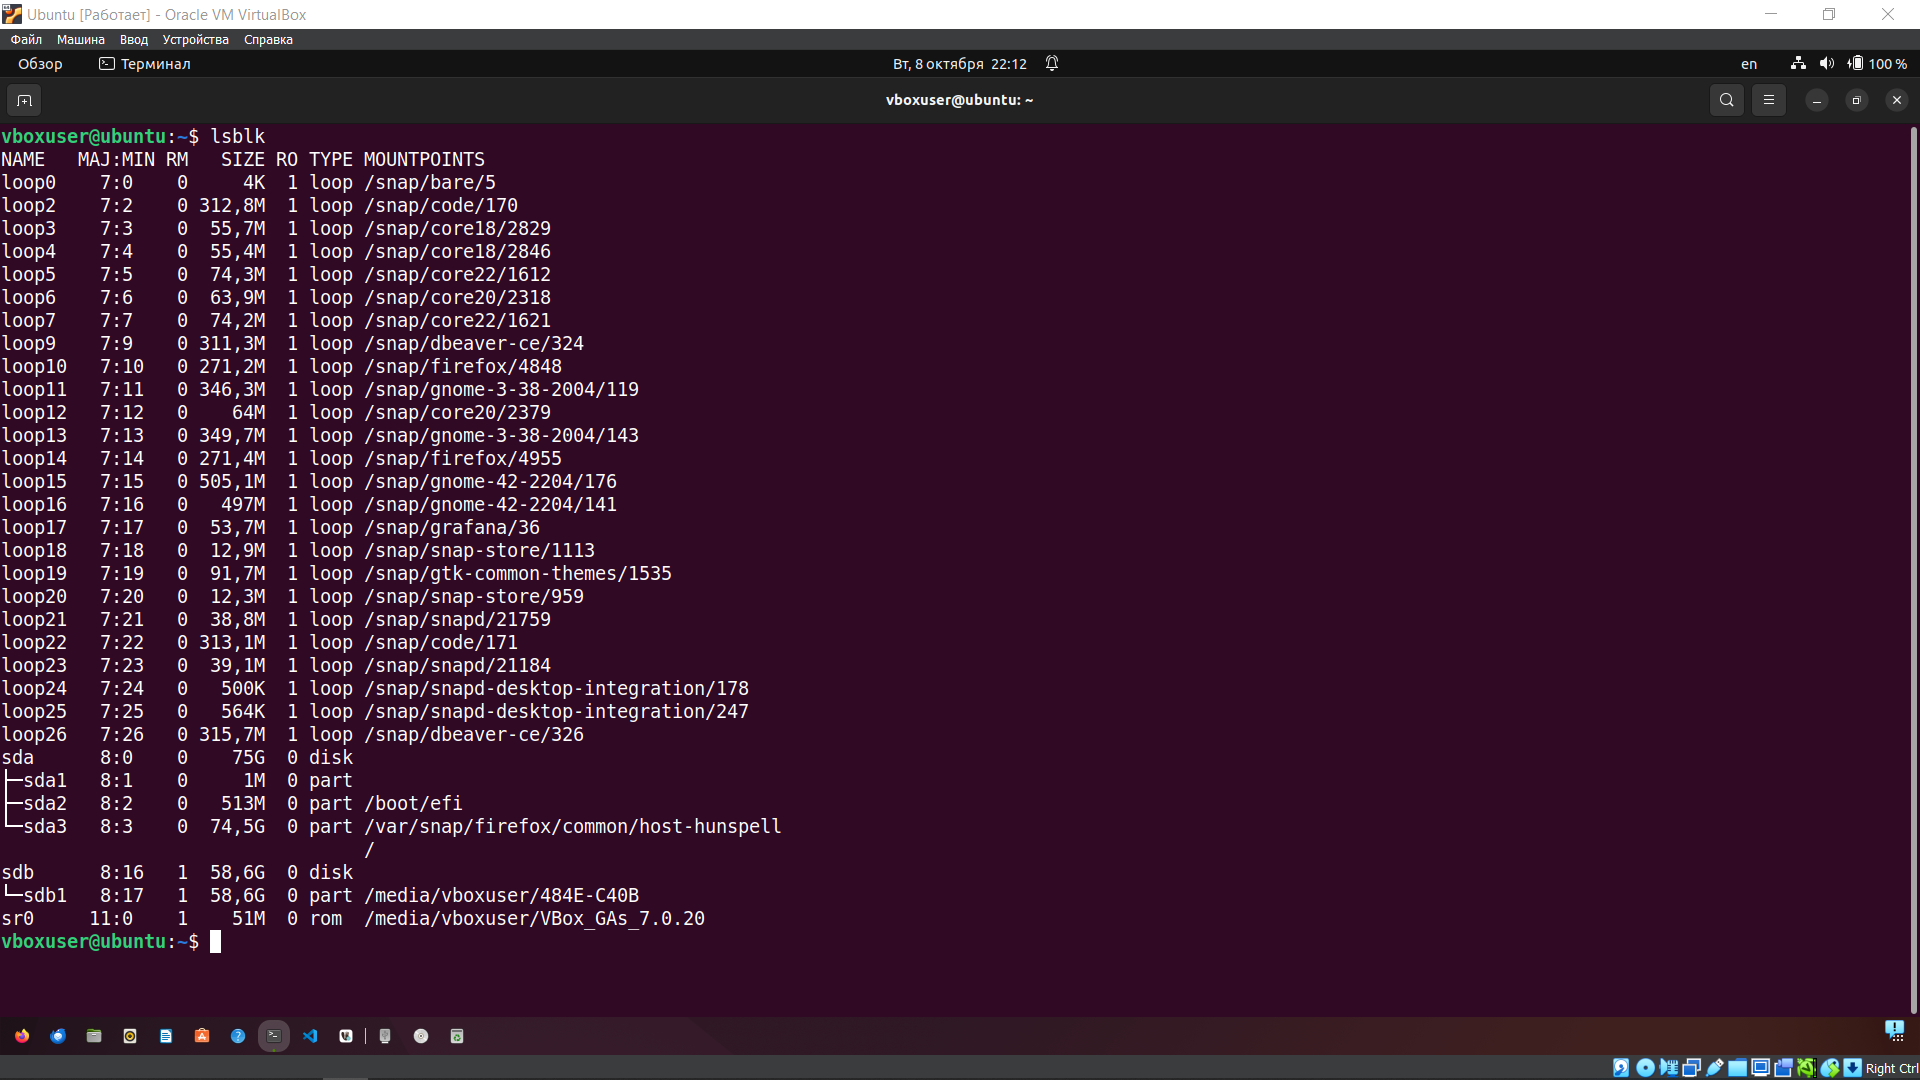 Ubuntu [Работает] - Oracle VM VirtualBox
Файл Машина Ввод Устройства Справка
Обзор Терминал Вт, 8 октября 22:12 en 100 %
vboxuser@ubuntu: ~
vboxuser@ubuntu:~$ lsblk
NAME   MAJ:MIN RM   SIZE RO TYPE MOUNTPOINTS
loop0    7:0    0     4K  1 loop /snap/bare/5
loop2    7:2    0 312,8M  1 loop /snap/code/170
loop3    7:3    0  55,7M  1 loop /snap/core18/2829
loop4    7:4    0  55,4M  1 loop /snap/core18/2846
loop5    7:5    0  74,3M  1 loop /snap/core22/1612
loop6    7:6    0  63,9M  1 loop /snap/core20/2318
loop7    7:7    0  74,2M  1 loop /snap/core22/1621
loop9    7:9    0 311,3M  1 loop /snap/dbeaver-ce/324
loop10   7:10   0 271,2M  1 loop /snap/firefox/4848
loop11   7:11   0 346,3M  1 loop /snap/gnome-3-38-2004/119
loop12   7:12   0    64M  1 loop /snap/core20/2379
loop13   7:13   0 349,7M  1 loop /snap/gnome-3-38-2004/143
loop14   7:14   0 271,4M  1 loop /snap/firefox/4955
loop15   7:15   0 505,1M  1 loop /snap/gnome-42-2204/176
loop16   7:16   0   497M  1 loop /snap/gnome-42-2204/141
loop17   7:17   0  53,7M  1 loop /snap/grafana/36
loop18   7:18   0  12,9M  1 loop /snap/snap-store/1113
loop19   7:19   0  91,7M  1 loop /snap/gtk-common-themes/1535
loop20   7:20   0  12,3M  1 loop /snap/snap-store/959
loop21   7:21   0  38,8M  1 loop /snap/snapd/21759
loop22   7:22   0 313,1M  1 loop /snap/code/171
loop23   7:23   0  39,1M  1 loop /snap/snapd/21184
loop24   7:24   0   500K  1 loop /snap/snapd-desktop-integration/178
loop25   7:25   0   564K  1 loop /snap/snapd-desktop-integration/247
loop26   7:26   0 315,7M  1 loop /snap/dbeaver-ce/326
sda      8:0    0    75G  0 disk
├─sda1   8:1    0     1M  0 part
├─sda2   8:2    0   513M  0 part /boot/efi
└─sda3   8:3    0  74,5G  0 part /var/snap/firefox/common/host-hunspell
/
sdb      8:16   1  58,6G  0 disk
└─sdb1   8:17   1  58,6G  0 part /media/vboxuser/484E-C40B
sr0     11:0    1    51M  0 rom  /media/vboxuser/VBox_GAs_7.0.20
vboxuser@ubuntu:~$
Right Ctrl